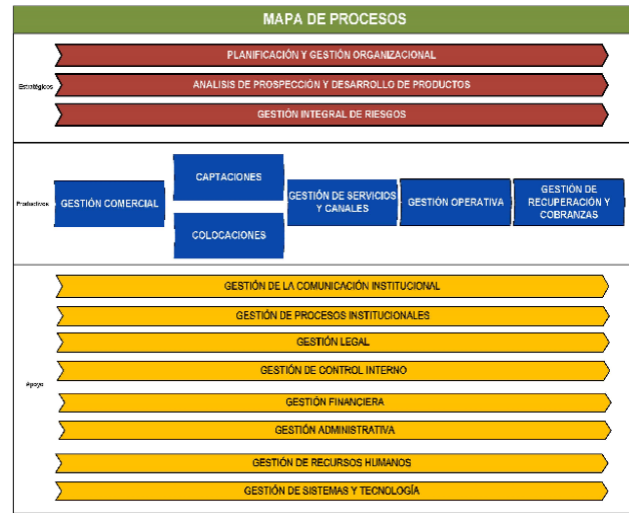 MAPA DE PROCESOS
Estratégicos
PLANIFICACIÓN Y GESTIÓN ORGANIZACIONAL
ANALISIS DE PROSPECCIÓN Y DESARROLLO DE PRODUCTOS
GESTIÓN INTEGRAL DE RIESGOS
Productivos
GESTIÓN COMERCIAL
CAPTACIONES
COLOCACIONES
GESTIÓN DE SERVICIOS
Y CANALES
GESTIÓN OPERATIVA
GESTIÓN DE
RECUPERACIÓN Y
COBRANZAS
Apoyo
GESTIÓN DE LA COMUNICACIÓN INSTITUCIONAL
GESTIÓN DE PROCESOS INSTITUCIONALES
GESTIÓN LEGAL
GESTIÓN DE CONTROL INTERNO
GESTIÓN FINANCIERA
GESTIÓN ADMINISTRATIVA
GESTIÓN DE RECURSOS HUMANOS
GESTIÓN DE SISTEMAS Y TECNOLOGÍA